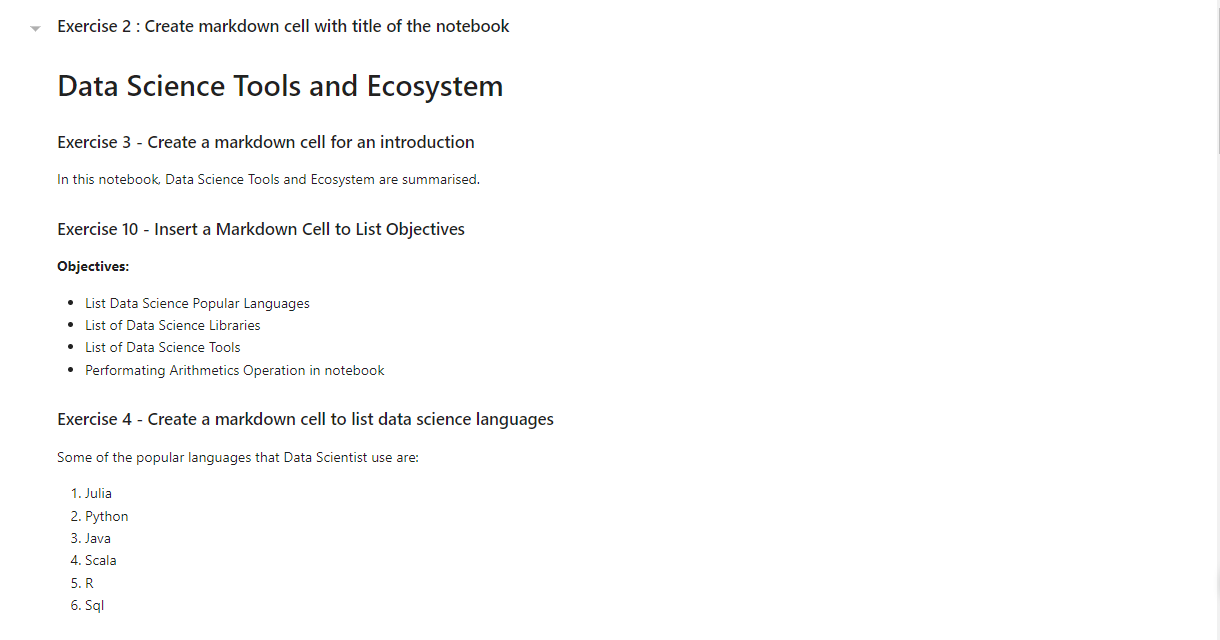 Exercise 2 : Create markdown cell with title of the notebook
Data Science Tools and Ecosystem
Exercise 3 - Create a markdown cell for an introduction
In this notebook, Data Science Tools and Ecosystem are summarised.
Exercise 10 - Insert a Markdown Cell to List Objectives
Objectives:
• List Data Science Popular Languages
• List of Data Science Libraries
• List of Data Science Tools
• Performating Arithmetics Operation in notebook
Exercise 4 - Create a markdown cell to list data science languages
Some of the popular languages that Data Scientist use are:
1. Julia
2. Python
3. Java
4. Scala
5. R
6. Sql